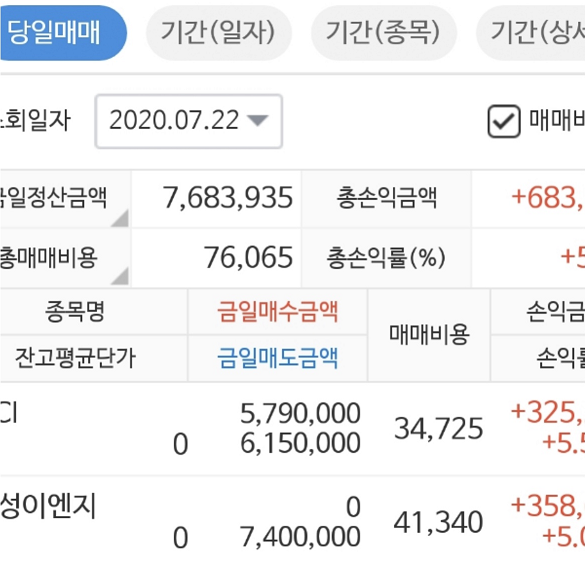 당일매매 기간(일자) 기간(종목) 기간(상세
조회일자 2020.07.22 매매비
금일정산금액 7,683,935 총손익금액 +683,
총매매비용 76,065 총손익률(%) +5
종목명 금일매수금액 매매비용 손익금
잔고평균단가 금일매도금액 손익률
CI 5,790,000 34,725 +325,
0 6,150,000 +5.5
성이엔지 0 41,340 +358,
0 7,400,000 +5.0